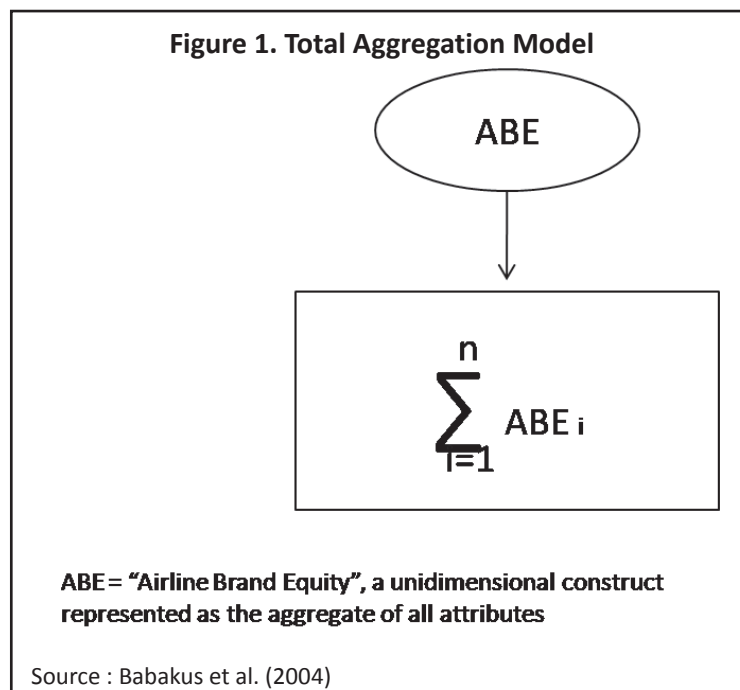 Figure 1. Total Aggregation Model
ABE
n
∑ ABE i
i=1
ABE = “Airline Brand Equity”, a unidimensional construct
represented as the aggregate of all attributes
Source : Babakus et al. (2004)